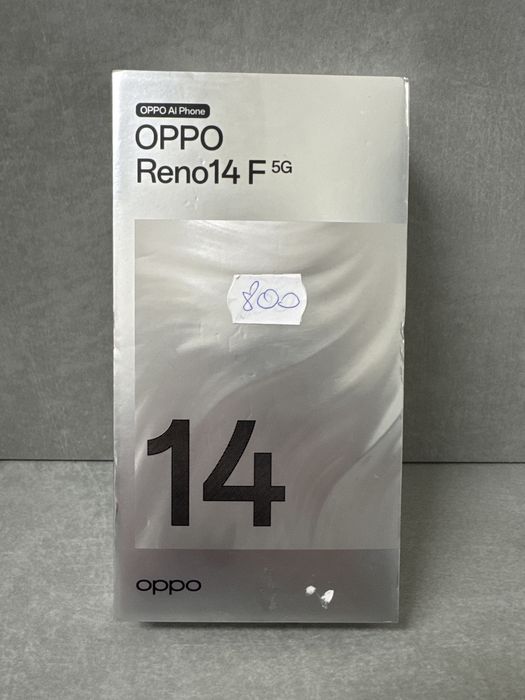 OPPO AI Phone
OPPO
Reno14 F 5G
800
14
oppo